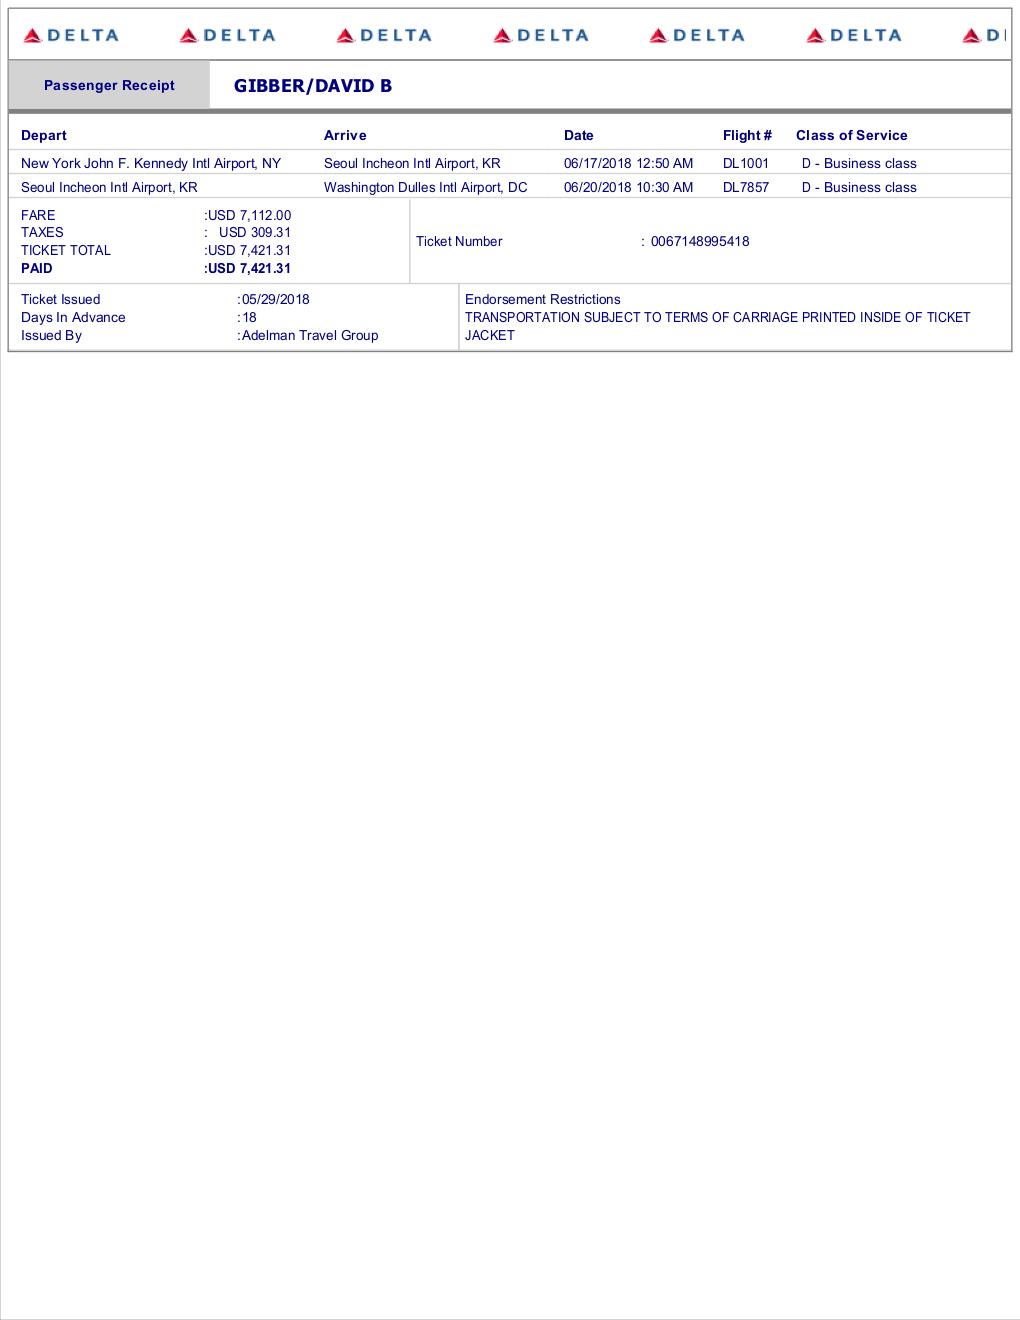 DELTA DELTA DELTA DELTA DELTA DELTA D
Passenger Receipt GIBBER/DAVID B
Depart Arrive Date Flight # Class of Service
New York John F. Kennedy Intl Airport, NY Seoul Incheon Intl Airport, KR 06/17/2018 12:50 AM DL1001 D - Business class
Seoul Incheon Intl Airport, KR Washington Dulles Intl Airport, DC 06/20/2018 10:30 AM DL7857 D - Business class
FARE :USD 7,112.00
TAXES : USD 309.31
TICKET TOTAL :USD 7,421.31
PAID :USD 7,421.31
Ticket Number : 0067148995418
Ticket Issued :05/29/2018
Days In Advance :18
Issued By :Adelman Travel Group
Endorsement Restrictions
TRANSPORTATION SUBJECT TO TERMS OF CARRIAGE PRINTED INSIDE OF TICKET
JACKET